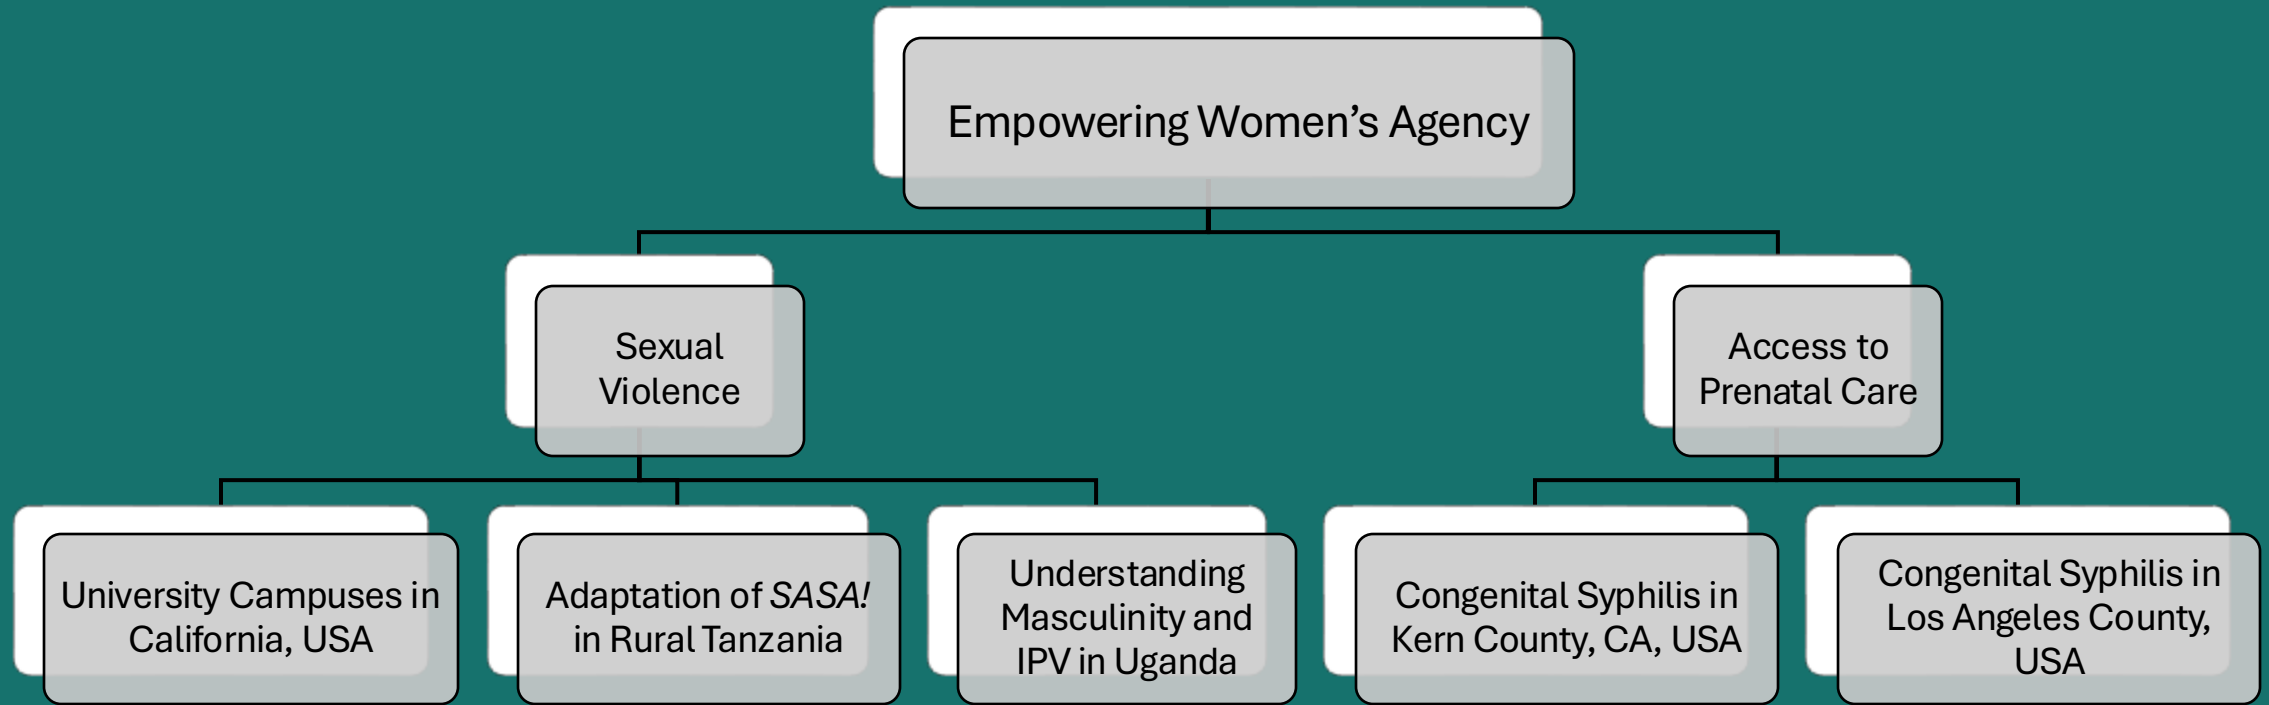 Empowering Women’s Agency
Sexual
Violence
Access to
Prenatal Care
University Campuses in
California, USA
Adaptation of SASA!
in Rural Tanzania
Understanding
Masculinity and
IPV in Uganda
Congenital Syphilis in
Kern County, CA, USA
Congenital Syphilis in
Los Angeles County,
USA